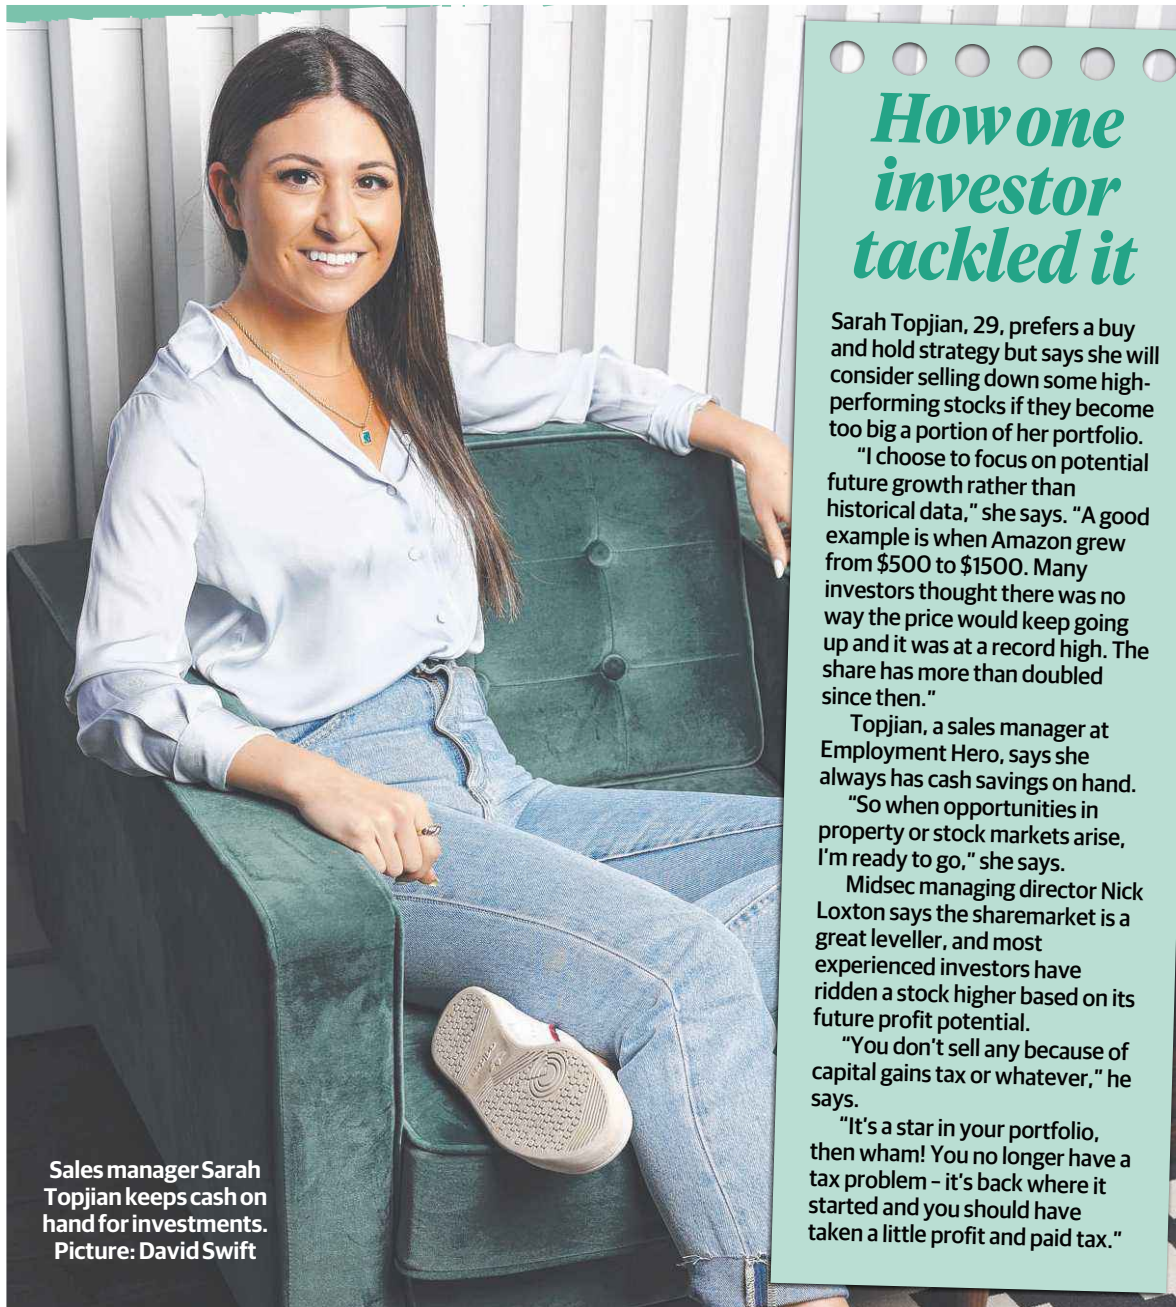 How one
investor
tackled it
Sarah Topjian, 29, prefers a buy
and hold strategy but says she will
consider selling down some high-
performing stocks if they become
too big a portion of her portfolio.
"I choose to focus on potential
future growth rather than
historical data," she says. "A good
example is when Amazon grew
from $500 to $1500. Many
investors thought there was no
way the price would keep going
up and it was at a record high. The
share has more than doubled
since then."
Topjian, a sales manager at
Employment Hero, says she
always has cash savings on hand.
"So when opportunities in
property or stock markets arise,
I'm ready to go," she says.
Midsec managing director Nick
Loxton says the sharemarket is a
great leveller, and most
experienced investors have
ridden a stock higher based on its
future profit potential.
"You don't sell any because of
capital gains tax or whatever," he
says.
"It's a star in your portfolio,
then wham! You no longer have a
tax problem – it's back where it
started and you should have
taken a little profit and paid tax."
Sales manager Sarah
Topjian keeps cash on
hand for investments.
Picture: David Swift